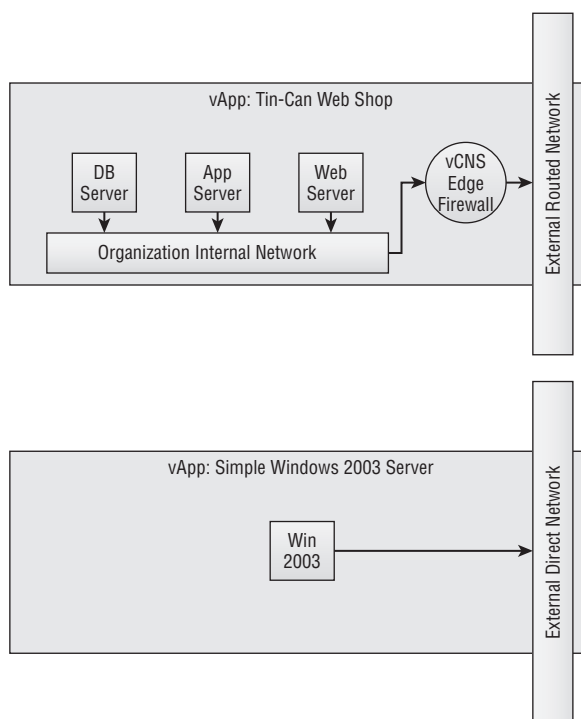 vApp: Tin-Can Web Shop
DB
Server
App
Server
Web
Server
vCNS
Edge
Firewall
Organization Internal Network
External Routed Network
vApp: Simple Windows 2003 Server
Win
2003
External Direct Network